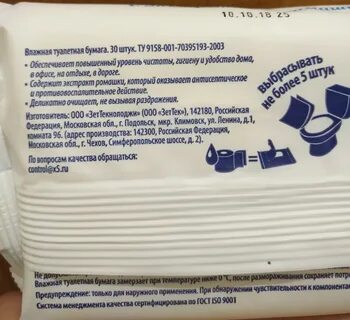 10.10.18 25
Влажная туалетная бумага. 30 штук. ТУ 9158-001-70395193-2003
• Обеспечивает повышенный уровень чистоты, гигиену и удобство дома,
в офисе, на отдыхе, в дороге.
• Содержит экстракт ромашки, который оказывает антисептическое
и противовоспалительное действие.
• Деликатно очищает, не вызывая раздражения.
Изготовитель: ООО «ЗетТехнолоджи» (ООО «ЗетТек»), 142180, Российская
Федерация, Московская обл., г. Подольск, мкр. Климовск, ул. Ленина, д.1,
комната 96. (адрес производства: 142300, Российская Федерация,
Московская обл., г. Чехов, Симферопольское шоссе, д. 2).
По вопросам качества обращаться:
control@x5.ru
выбрасывать
не более 5 штук
Влажная туалетная бумага замерзает при температуре ниже 0 °С, после размораживания сохраняет
Предупреждение: только для наружного применения. При обнаружении чувствительности к компонентам
Система менеджмента качества сертифицирована по ГОСТ ISO 9001